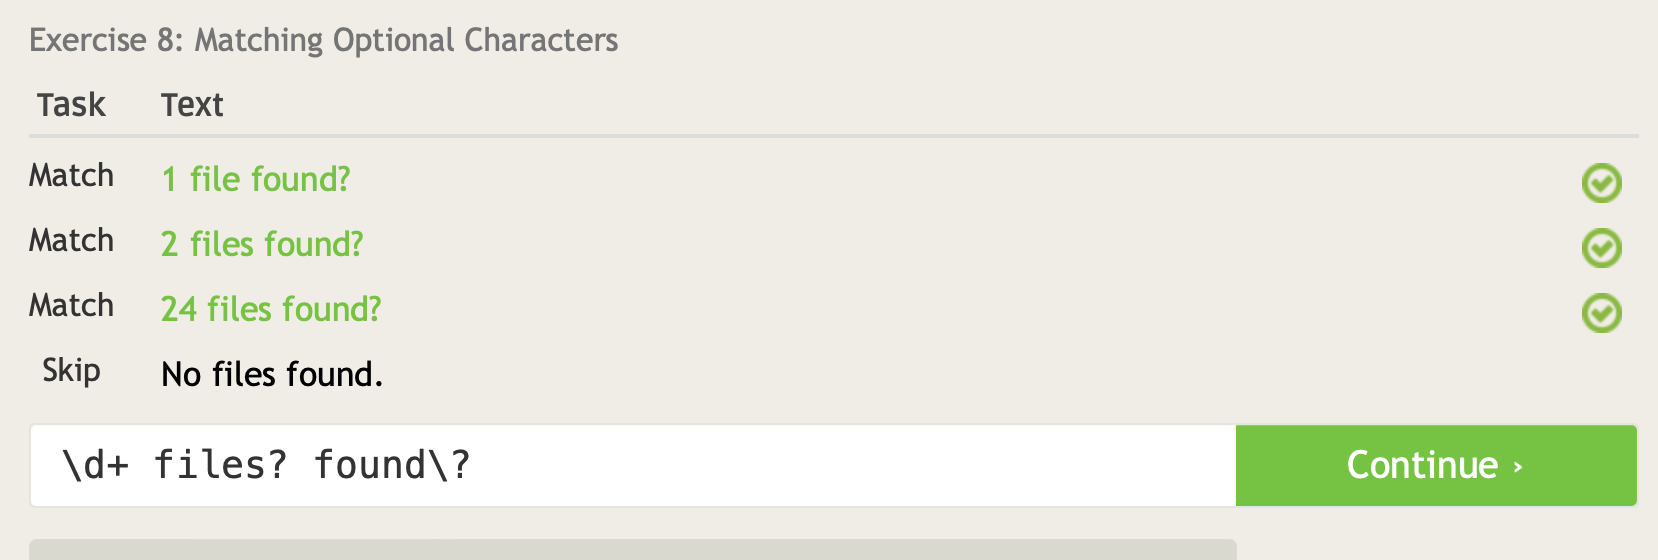 Exercise 8: Matching Optional Characters
Task Text
Match 1 file found?
Match 2 files found?
Match 24 files found?
Skip No files found.
\d+ files? found\? Continue ›